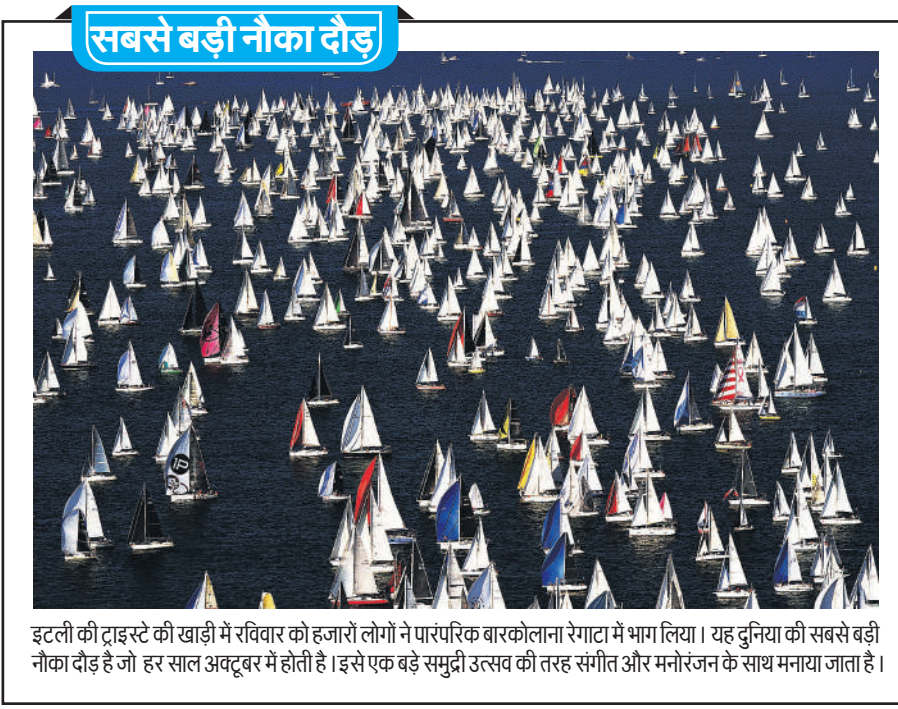 सबसे बड़ी नौका दौड़
1P
इटली की ट्राइस्टे की खाड़ी में रविवार को हजारों लोगों ने पारंपरिक बारकोलाना रेगाटा में भाग लिया। यह दुनिया की सबसे बड़ी
नौका दौड़ है जो हर साल अक्टूबर में होती है। इसे एक बड़े समुद्री उत्सव की तरह संगीत और मनोरंजन के साथ मनाया जाता है।